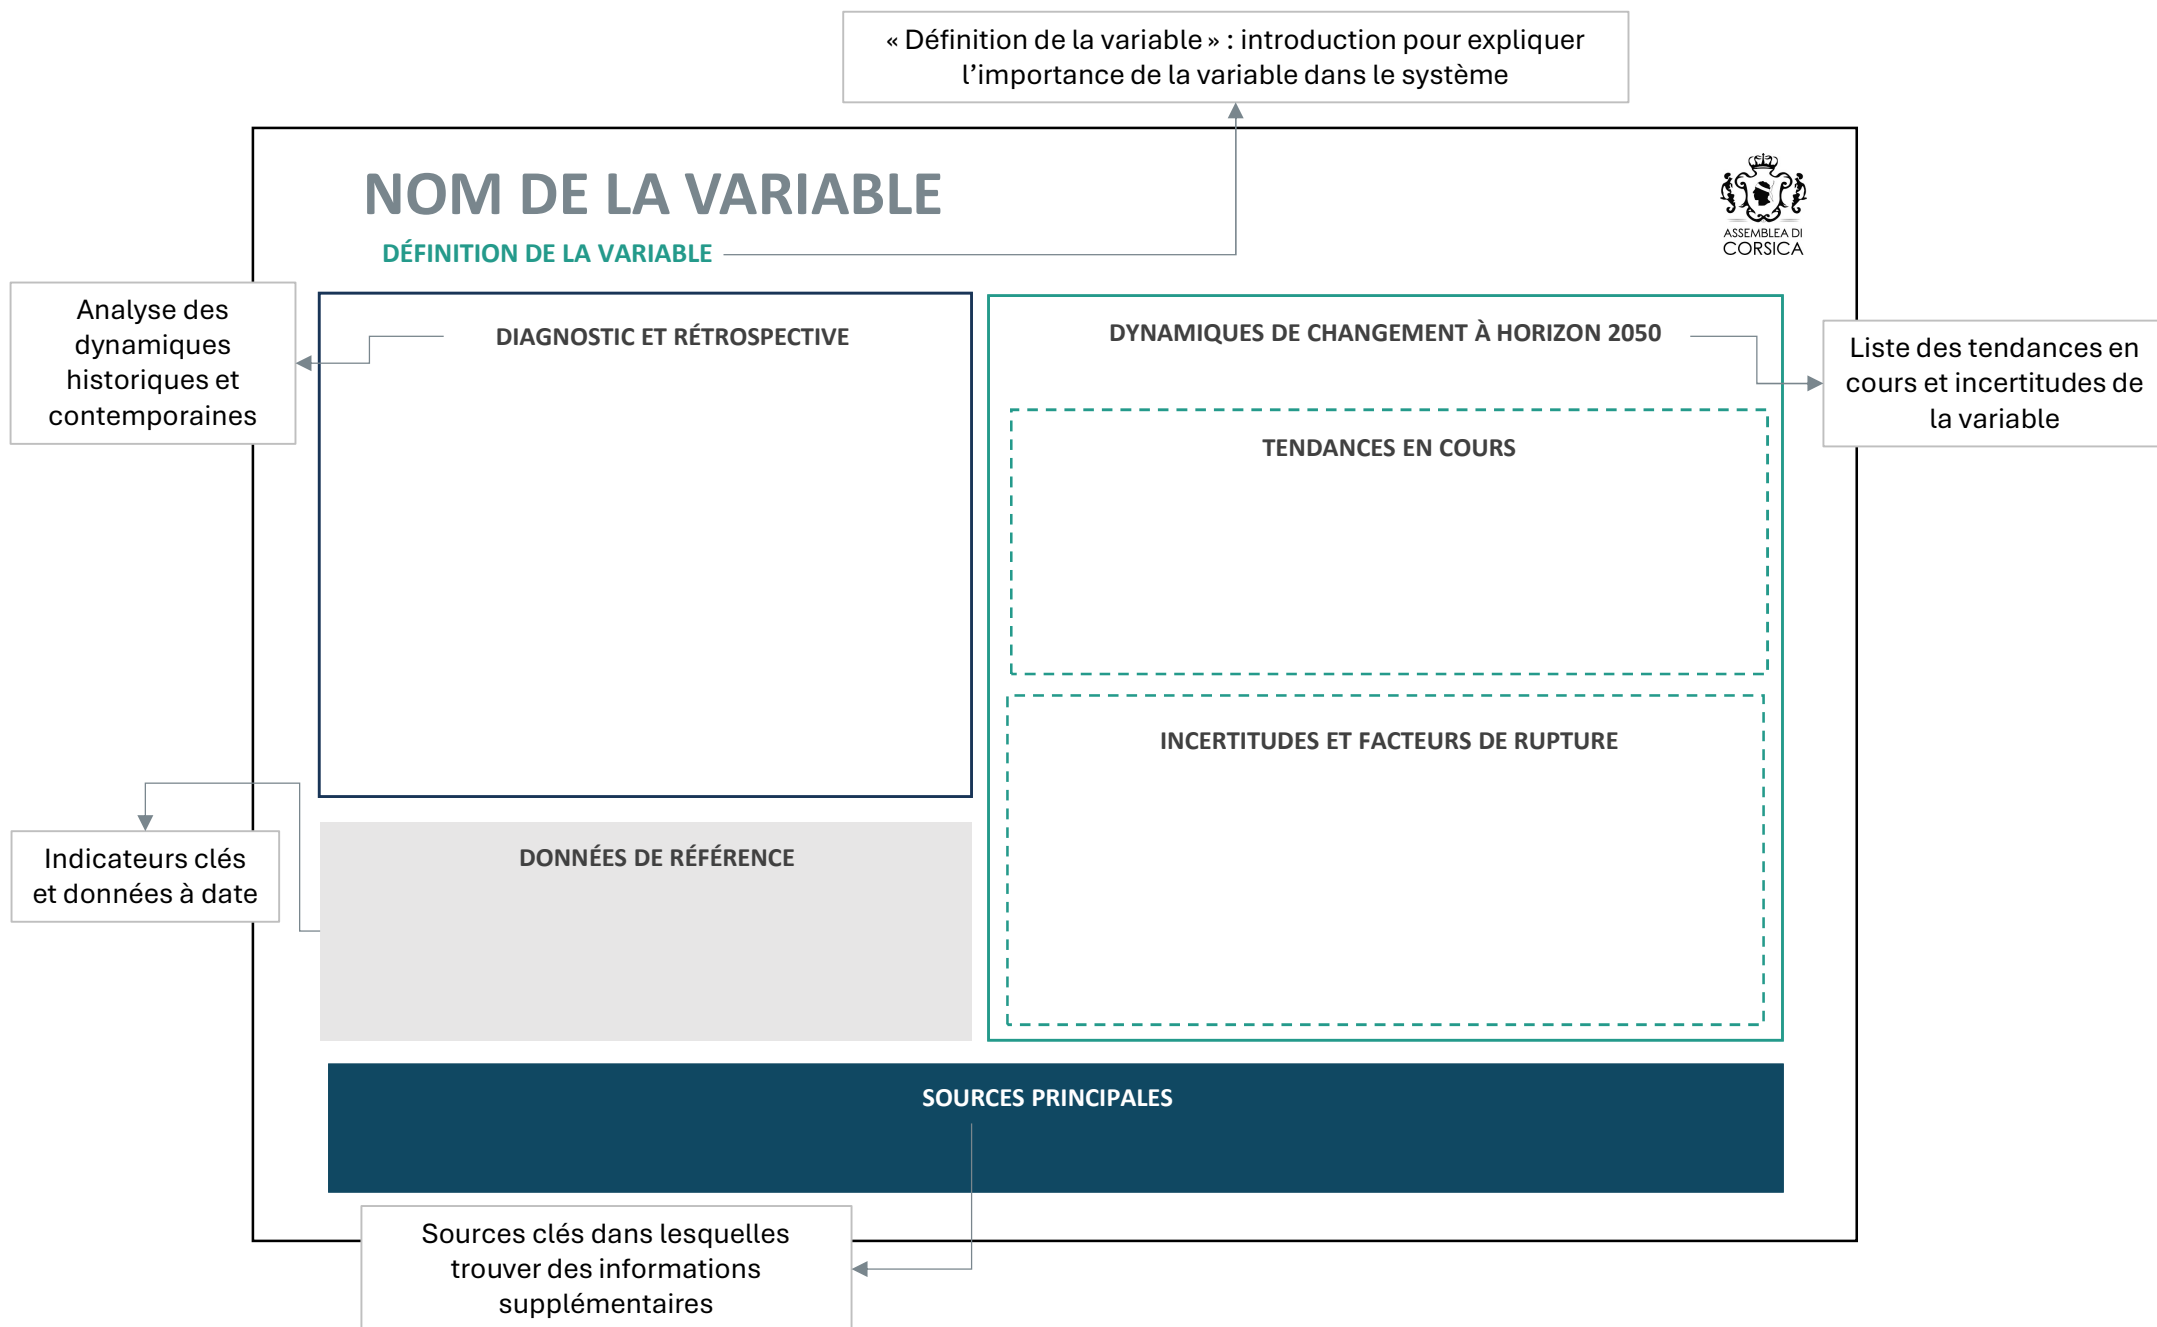 « Définition de la variable » : introduction pour expliquer
l’importance de la variable dans le système
NOM DE LA VARIABLE
DÉFINITION DE LA VARIABLE
ASSEMBLEA DI
CORSICA
Analyse des
dynamiques
historiques et
contemporaines
DIAGNOSTIC ET RÉTROSPECTIVE
DYNAMIQUES DE CHANGEMENT À HORIZON 2050
Liste des tendances en
cours et incertitudes de
la variable
TENDANCES EN COURS
INCERTITUDES ET FACTEURS DE RUPTURE
Indicateurs clés
et données à date
DONNÉES DE RÉFÉRENCE
SOURCES PRINCIPALES
Sources clés dans lesquelles
trouver des informations
supplémentaires